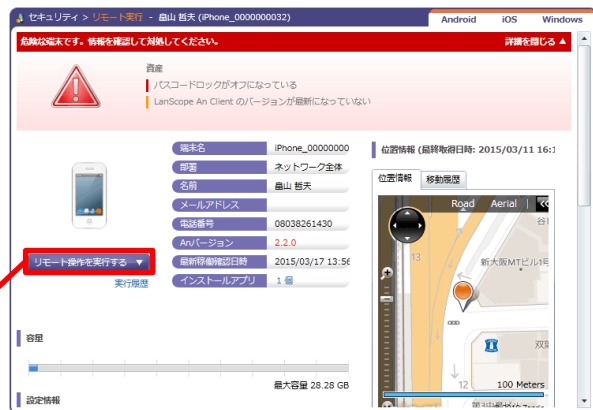 セキュリティ > リモート実行 - 畠山 哲夫 (iPhone_0000000032)
Android iOS Windows
危険な端末です。情報を確認して対処してください。
詳細を閉じる ▲
資産
パスコードロックがオフになっている
LanScope An Client のバージョンが最新になっていない
端末名 iPhone_00000000
部署 ネットワーク全体
名前 畠山 哲夫
メールアドレス
電話番号 08038261430
Anバージョン 2.2.0
最新稼働確認日時 2015/03/17 13:56
インストールアプリ 1 個
リモート操作を実行する ▼
実行履歴
容量
最大容量 28.28 GB
設定情報
位置情報 (最終取得日時: 2015/03/11 16:1
位置情報 移動履歴
Road Aerial
13
新大阪MTビル1号
12
100 Meters